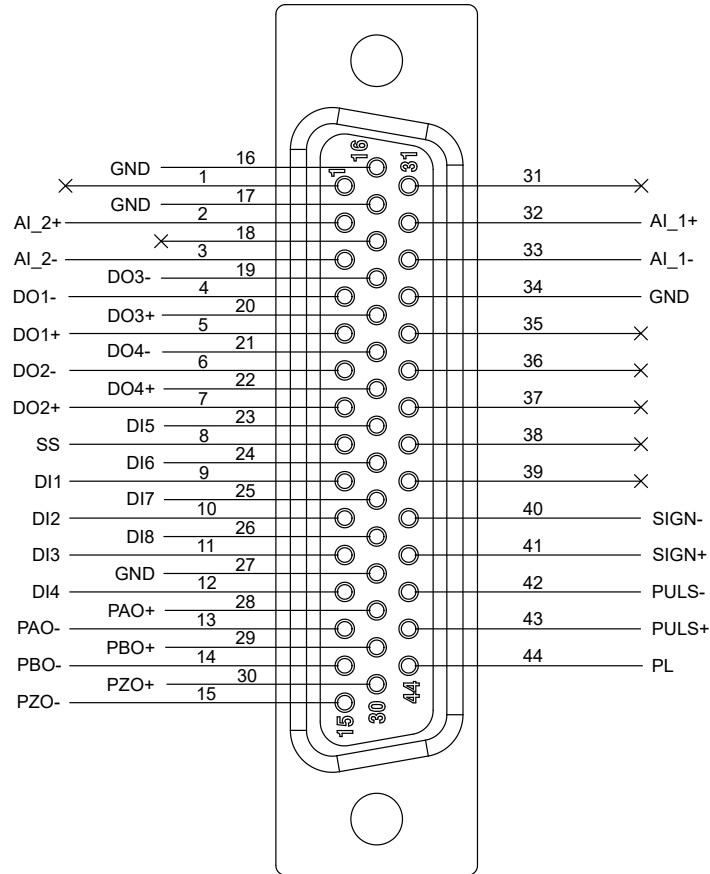 GND 16
1 31
GND 17
AI_2+ 2 32 AI_1+
18
AI_2- 3 33 AI_1-
DO3- 19
DO1- 4 34 GND
DO3+ 20
DO1+ 5 35
DO4- 21
DO2- 6 36
DO4+ 22
DO2+ 7 37
DI5 23
SS 8 38
DI6 24
DI1 9 39
DI7 25
DI2 10 40 SIGN-
DI8 26
DI3 11 41 SIGN+
GND 27
DI4 12 42 PULS-
PAO+ 28
PAO- 13 43 PULS+
PBO+ 29
PBO- 14 44 PL
PZO+ 30
PZO- 15
1
16
31
15
30
44